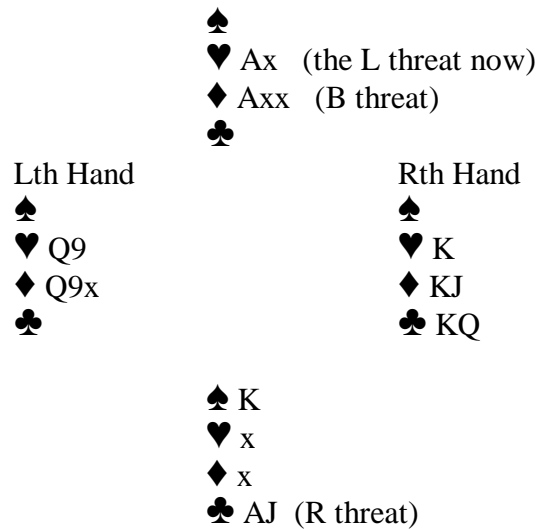 ♠
♥ Ax (the L threat now)
♦ Axx (B threat)
♣
Lth Hand Rth Hand
♠ ♠
♥ Q9 ♥ K
♦ Q9x ♦ KJ
♣ ♣ KQ
♠ K
♥ x
♦ x
♣ AJ (R threat)